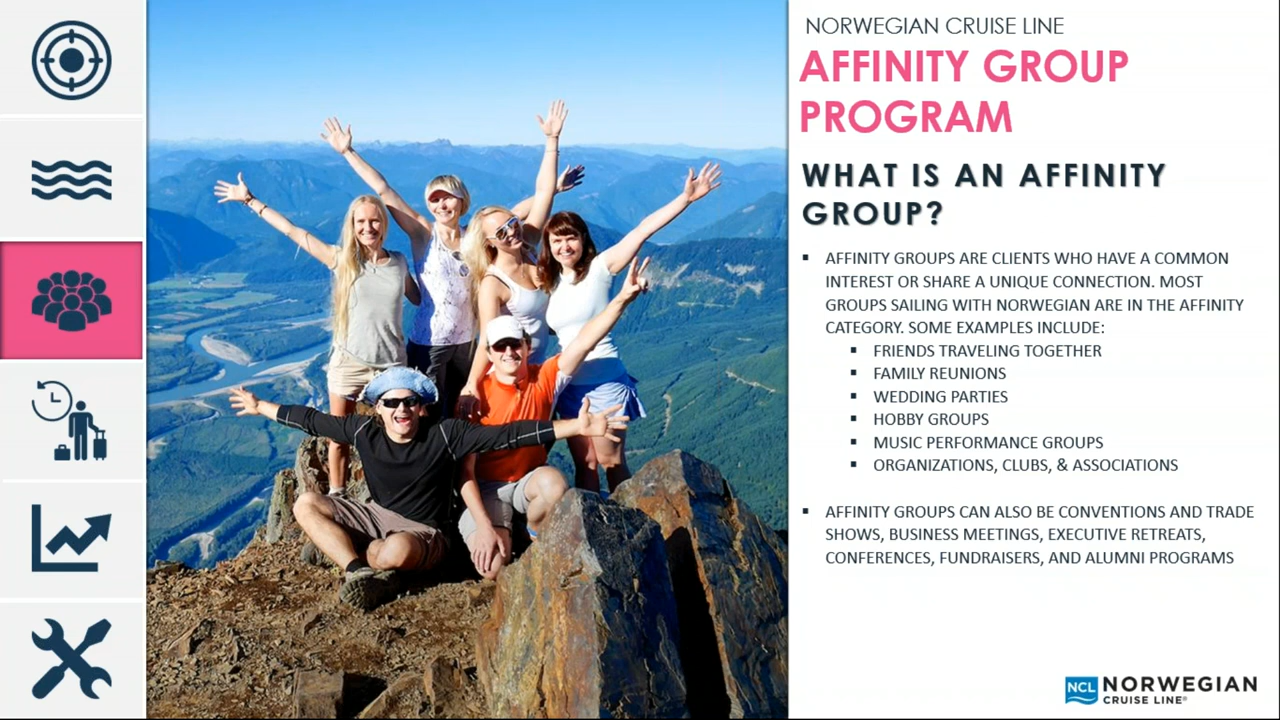 NORWEGIAN CRUISE LINE
AFFINITY GROUP
PROGRAM
WHAT IS AN AFFINITY
GROUP?
▪ AFFINITY GROUPS ARE CLIENTS WHO HAVE A COMMON
INTEREST OR SHARE A UNIQUE CONNECTION. MOST
GROUPS SAILING WITH NORWEGIAN ARE IN THE AFFINITY
CATEGORY. SOME EXAMPLES INCLUDE:
▪ FRIENDS TRAVELING TOGETHER
▪ FAMILY REUNIONS
▪ WEDDING PARTIES
▪ HOBBY GROUPS
▪ MUSIC PERFORMANCE GROUPS
▪ ORGANIZATIONS, CLUBS, & ASSOCIATIONS
▪ AFFINITY GROUPS CAN ALSO BE CONVENTIONS AND TRADE
SHOWS, BUSINESS MEETINGS, EXECUTIVE RETREATS,
CONFERENCES, FUNDRAISERS, AND ALUMNI PROGRAMS
NCL NORWEGIAN
CRUISE LINE®